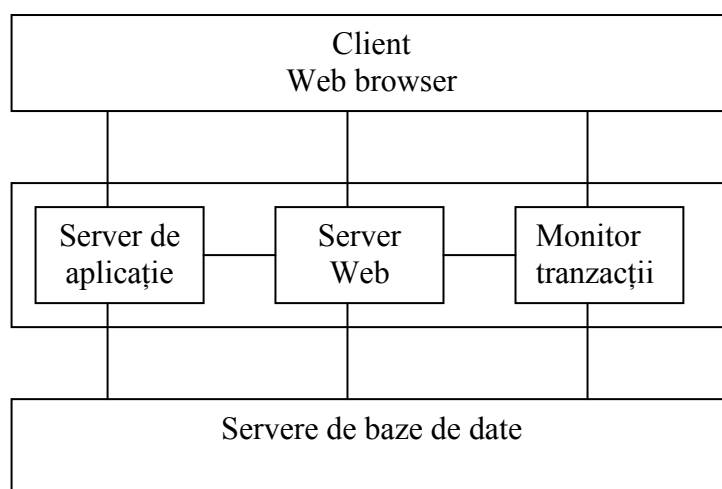 Client
Web browser
Server de
aplicație
Server
Web
Monitor
tranzacții
Servere de baze de date